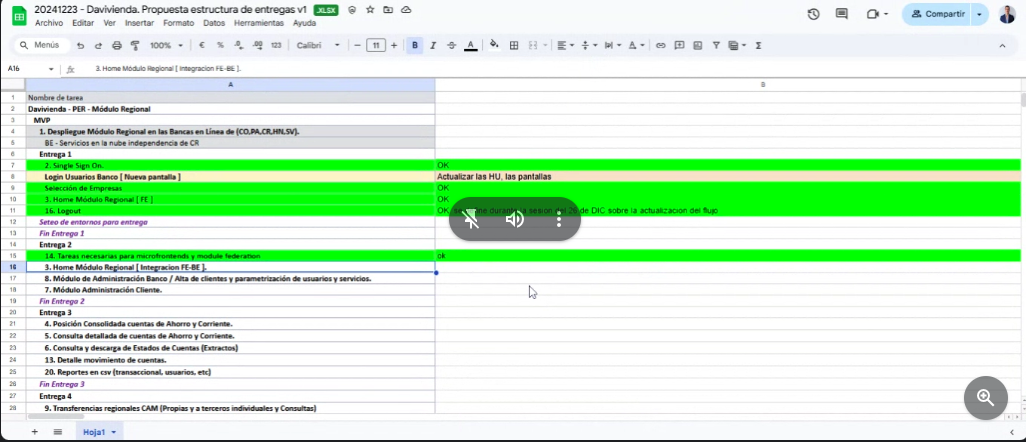 20241223 - Davivienda. Propuesta estructura de entregas v1 .XLSX
Archivo Editar Ver Insertar Formato Datos Herramientas Ayuda
Compartir
Menús 100% € % .0 .00 123 Calibri - 11 + B I S A
A16 fx 3. Home Módulo Regional [ Integracion FE-BE ].
A B
1 Nombre de tarea
2 Davivienda - PER - Módulo Regional
3 MVP
4 1. Despliegue Módulo Regional en las Bancas en Línea de (CO,PA,CR,HN,SV).
5 BE - Servicios en la nube independencia de CR
6 Entrega 1
7 2. Single Sign On. OK
8 Login Usuarios Banco [ Nueva pantalla ] Actualizar las HU, las pantallas
9 Selección de Empresas OK
10 3. Home Módulo Regional [ FE ] OK
11 16. Logout OK, durante la sesion del de DIC sobre la actualizacion del flujo
12 Seteo de entornos para entrega
13 Fin Entrega 1
14 Entrega 2
15 14. Tareas necesarias para microfrontends y module federation ok
16 3. Home Módulo Regional [ Integracion FE-BE ].
17 8. Módulo de Administración Banco / Alta de clientes y parametrización de usuarios y servicios.
18 7. Módulo Administración Cliente.
19 Fin Entrega 2
20 Entrega 3
21 4. Posición Consolidada cuentas de Ahorro y Corriente.
22 5. Consulta detallada de cuentas de Ahorro y Corriente.
23 6. Consulta y descarga de Estados de Cuentas (Extractos)
24 13. Detalle movimiento de cuentas.
25 20. Reportes en csv (transaccional, usuarios, etc)
26 Fin Entrega 3
27 Entrega 4
28 9. Transferencias regionales CAM (Propias y a terceros individuales y Consultas)
+ Hoja1